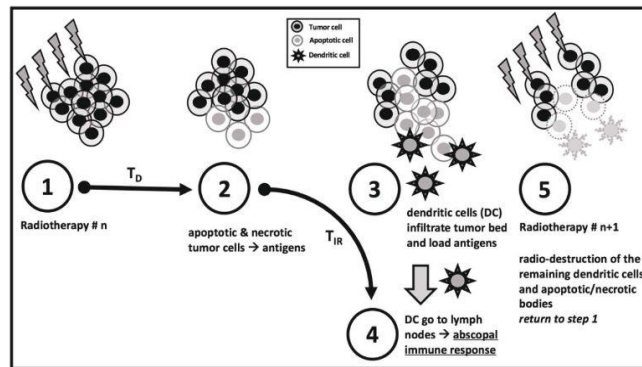 Tumor cell
Apoptotic cell
Dendritic cell
1
T_D
2
3
5
Radiotherapy # n
apoptotic & necrotic
tumor cells → antigens
T_IR
dendritic cells (DC)
infiltrate tumor bed
and load antigens
Radiotherapy # n+1
radio-destruction of the
remaining dendritic cells
and apoptotic/necrotic
bodies
return to step 1
4
DC go to lymph
nodes → abscopal
immune response